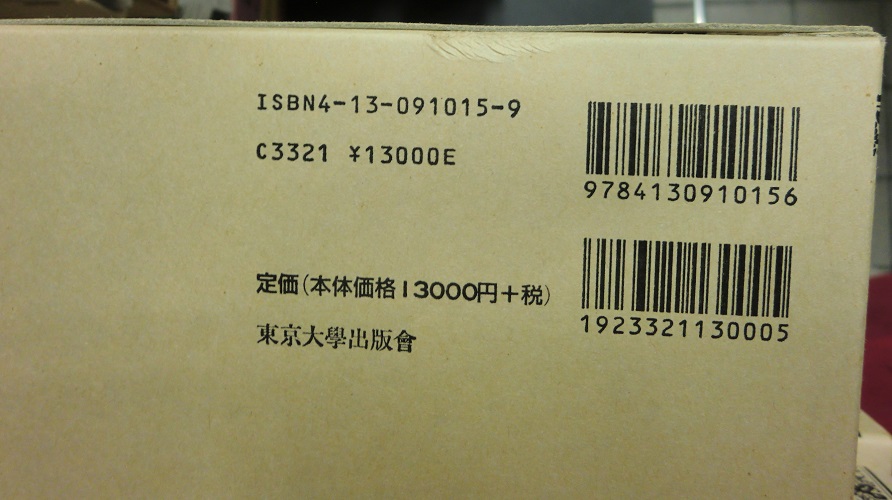 ISBN4-13-091015-9
C3321 ¥13000E
9784130910156
定価(本体価格13000円+税)
1923321130005
東京大學出版會